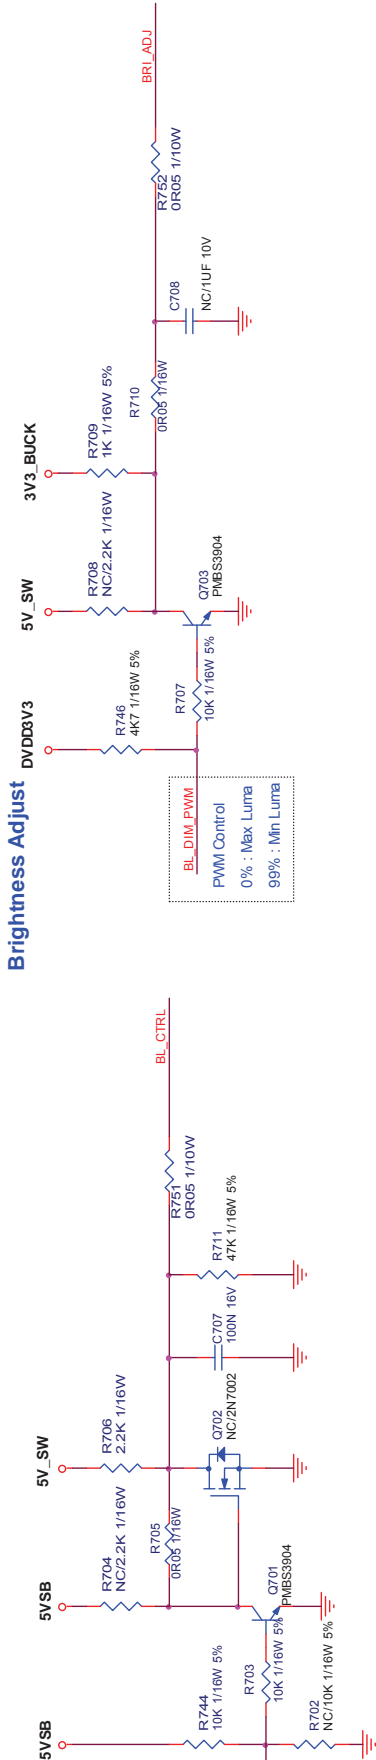 Brightness Adjust
DVDD3V3
5V_SW
3V3_BUCK
R746
4K7 1/16W 5%
R708
NC/2.2K 1/16W
R709
1K 1/16W 5%
BL_DIM_PWM
PWM Control
0% : Max Luma
99% : Min Luma
R707
10K 1/16W 5%
Q703
PMBS3904
R710
0R05 1/16W
C708
NC/1UF 10V
R752
0R05 1/10W
BRI_ADJ
5VSB
5VSB
5V_SW
R744
10K 1/16W 5%
R704
NC/2.2K 1/16W
R706
2.2K 1/16W
R705
0R05 1/16W
R703
10K 1/16W 5%
R702
NC/10K 1/16W 5%
Q701
PMBS3904
Q702
NC/2N7002
C707
100N 16V
R711
47K 1/16W 5%
R751
0R05 1/10W
BL_CTRL